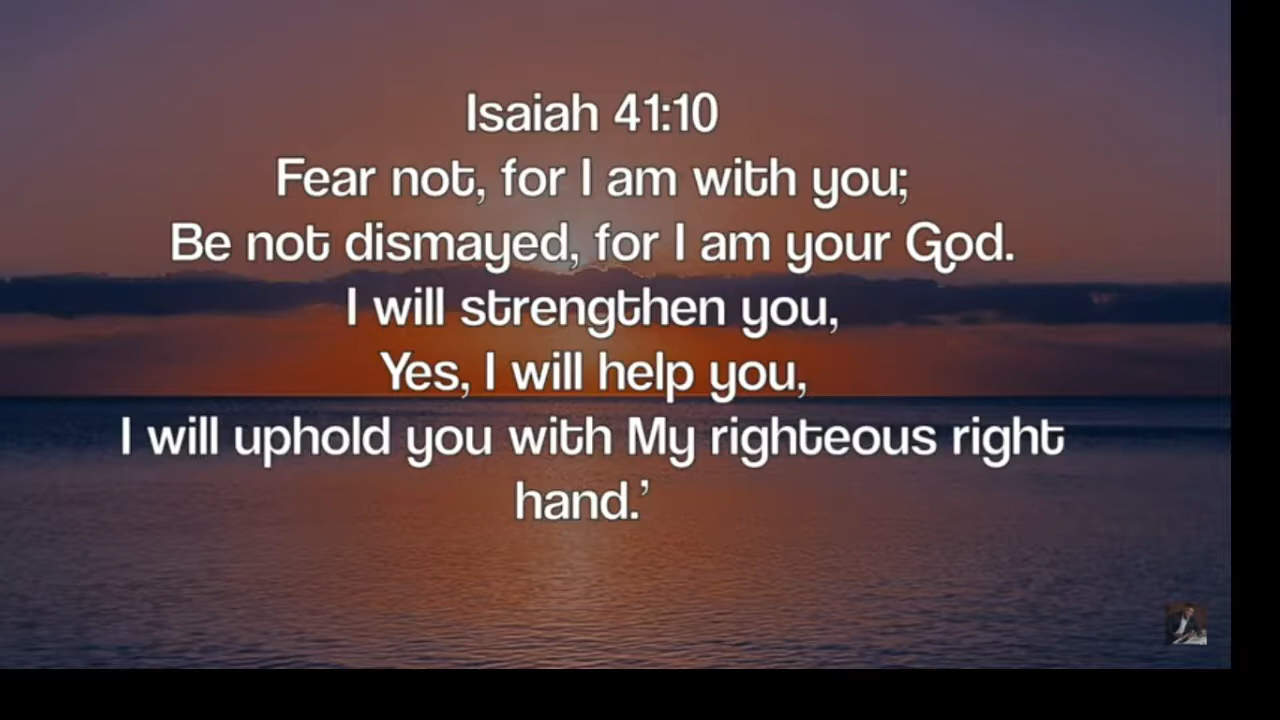 Isaiah 41:10
Fear not, for I am with you;
Be not dismayed, for I am your God.
I will strengthen you,
Yes, I will help you,
I will uphold you with My righteous right
hand.’